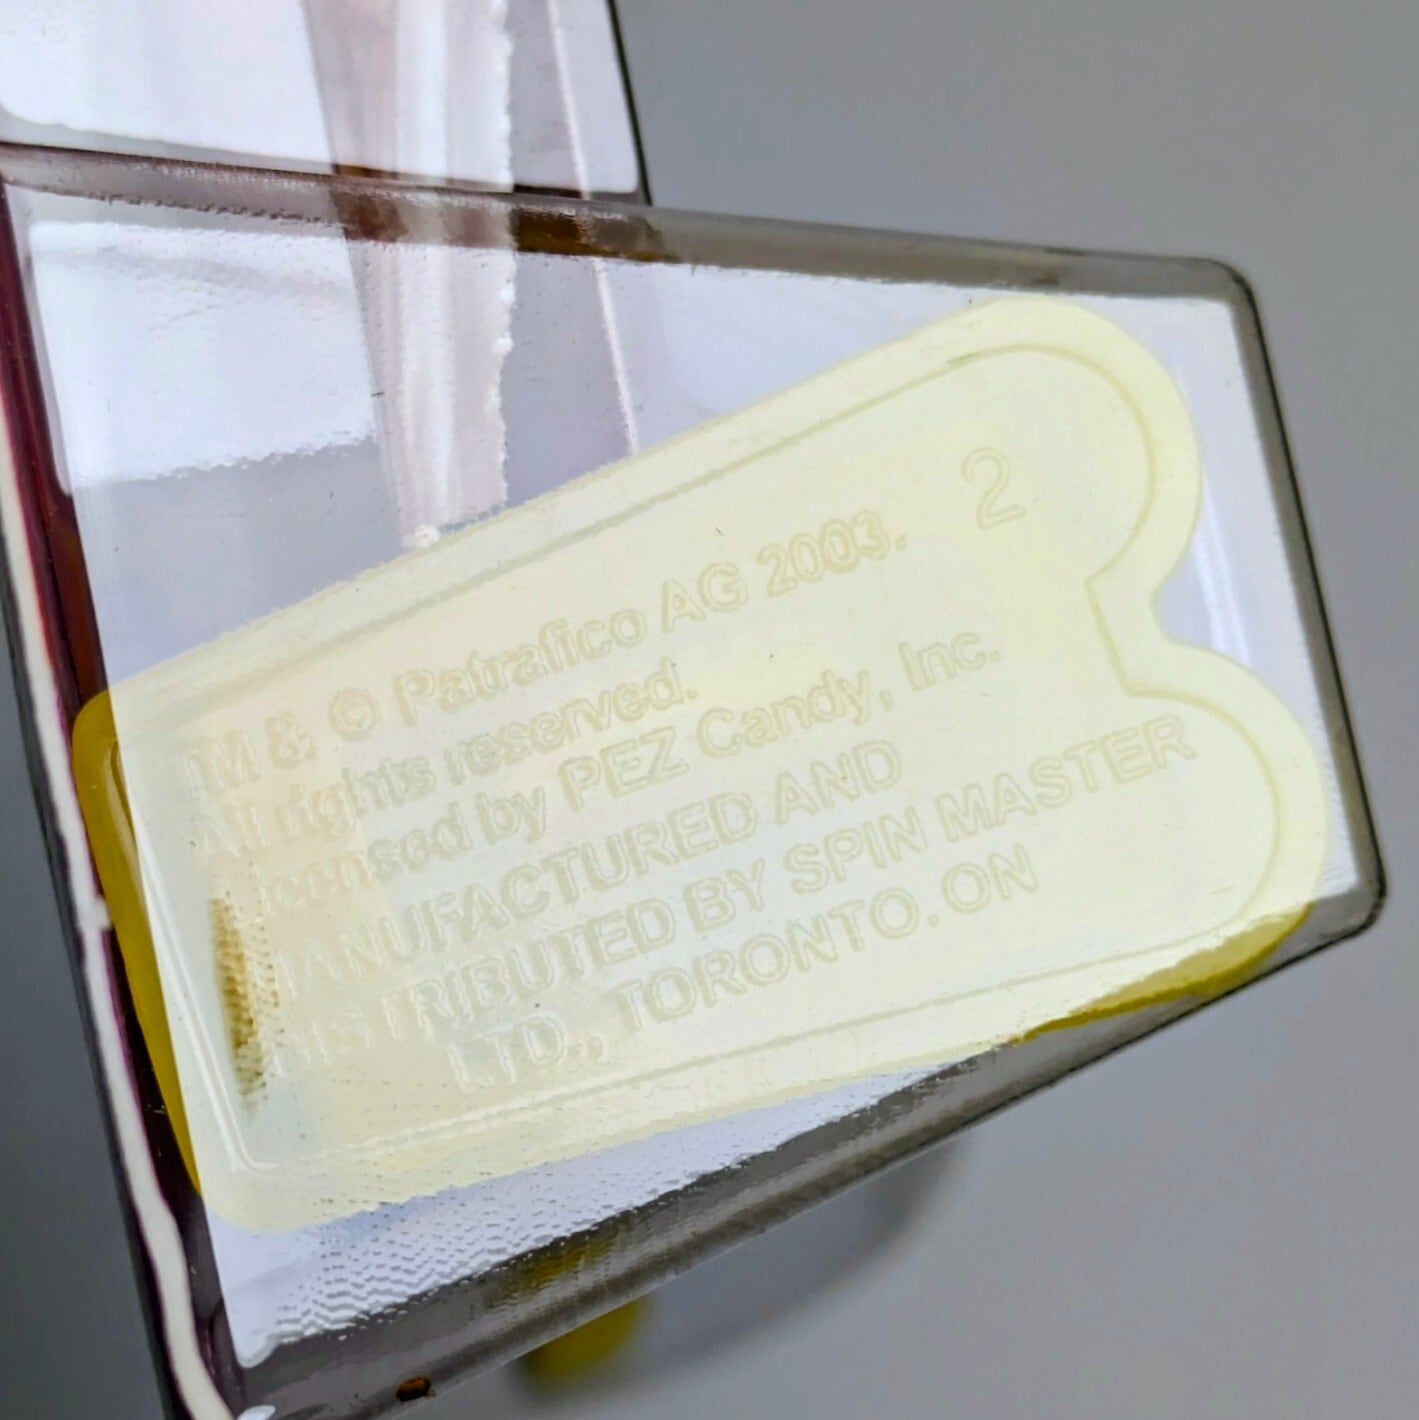 TM & © Patrafico AG 2003. 2
All rights reserved.
Licensed by PEZ Candy, Inc.
MANUFACTURED AND
DISTRIBUTED BY SPIN MASTER
LTD., TORONTO. ON